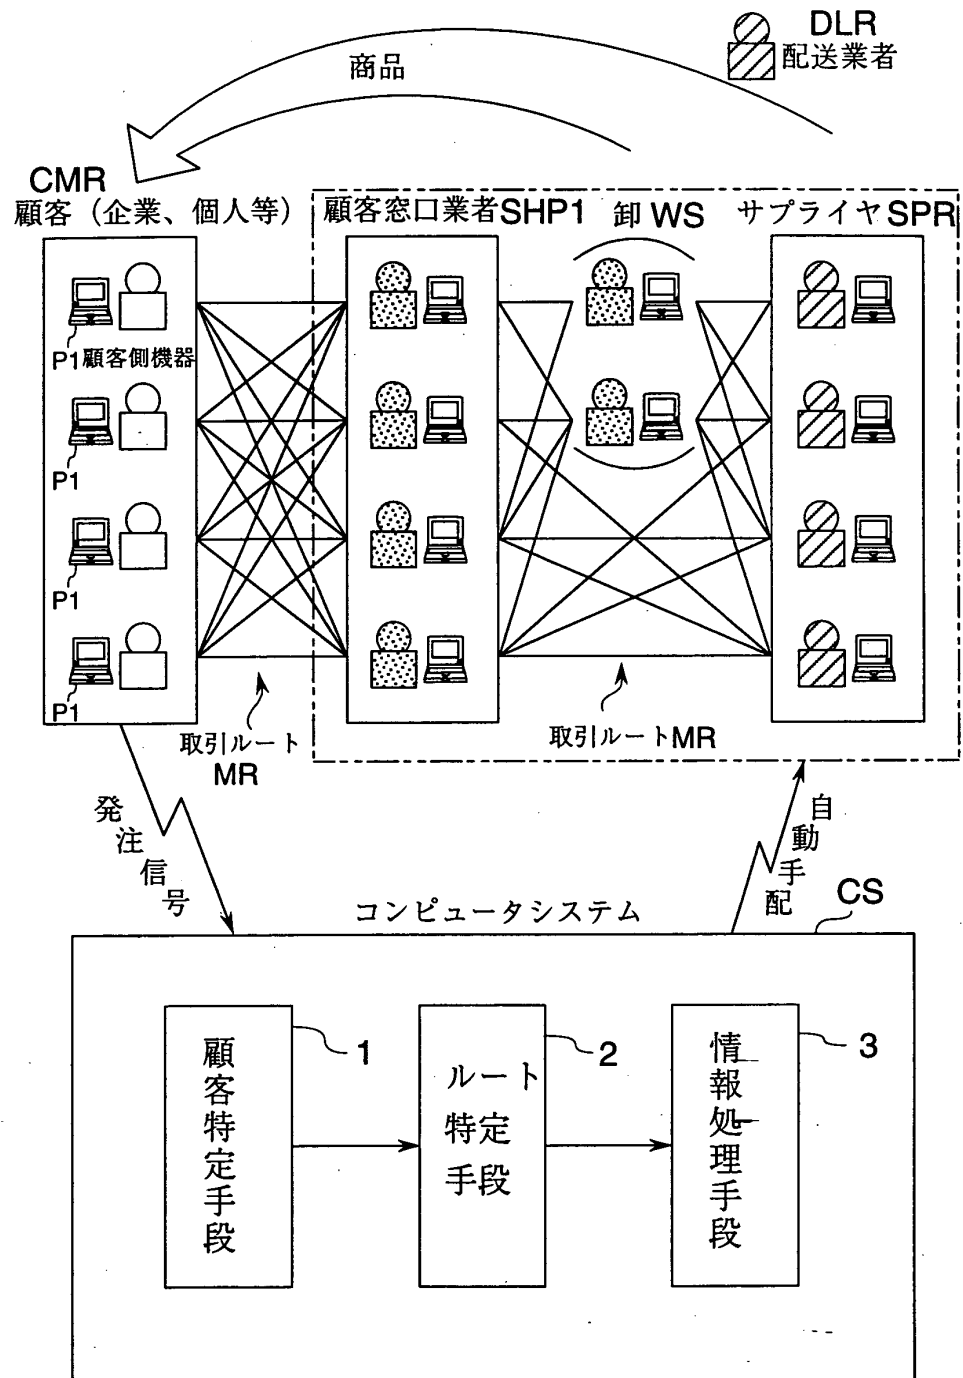 DLR
配送業者
商品
CMR
顧客(企業、個人等)
顧客窓口業者SHP1
卸WS
サプライヤSPR
P1顧客側機器
P1
P1
P1
取引ルート
MR
取引ルートMR
発注信号
自動手配
コンピュータシステム
CS
顧客特定手段
1
ルート
特定
手段
2
情報処理手段
3